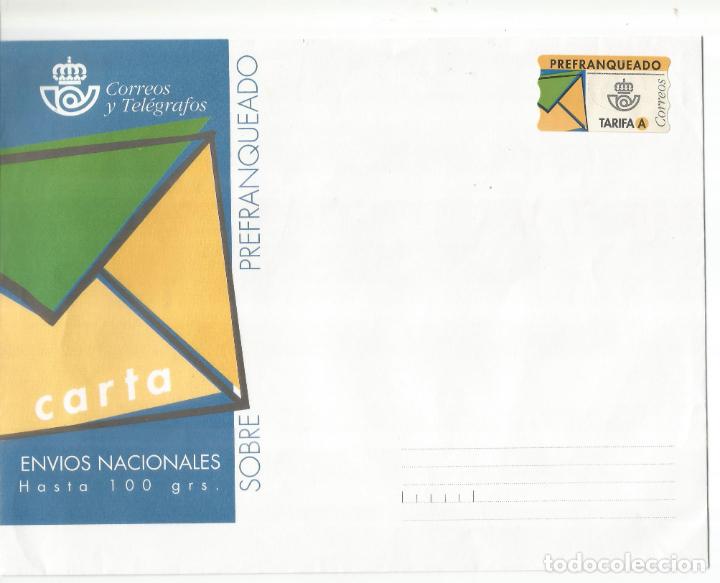 Correos
y Telégrafos
carta
ENVIOS NACIONALES
Hasta 100 grs.
SOBRE PREFRANQUEADO
PREFRANQUEADO
Correos
TARIFA A
todocoleccion